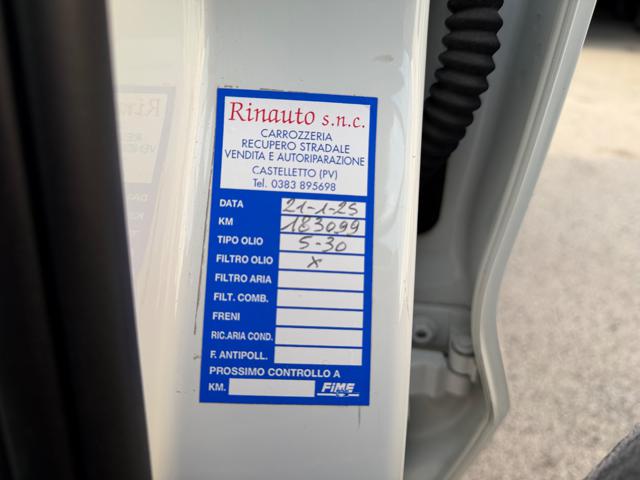 Rinauto s.n.c.
CARROZZERIA
RECUPERO STRADALE
VENDITA E AUTORIPARAZIONE
CASTELLETTO (PV)
Tel. 0383 895698
DATA 21-1-25
KM 183099
TIPO OLIO 5-30
FILTRO OLIO x
FILTRO ARIA
FILT. COMB.
FRENI
RIC.ARIA COND.
F. ANTIPOLL.
PROSSIMO CONTROLLO A
KM. FIME